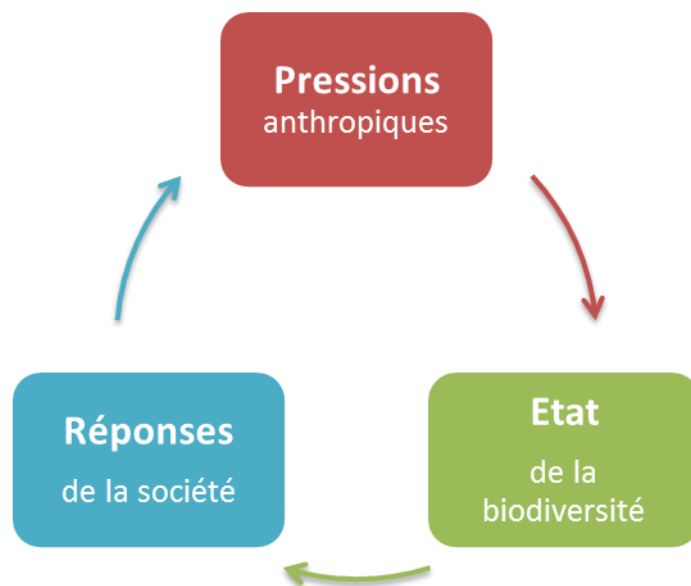 Pressions
anthropiques
Réponses
de la société
Etat
de la
biodiversité